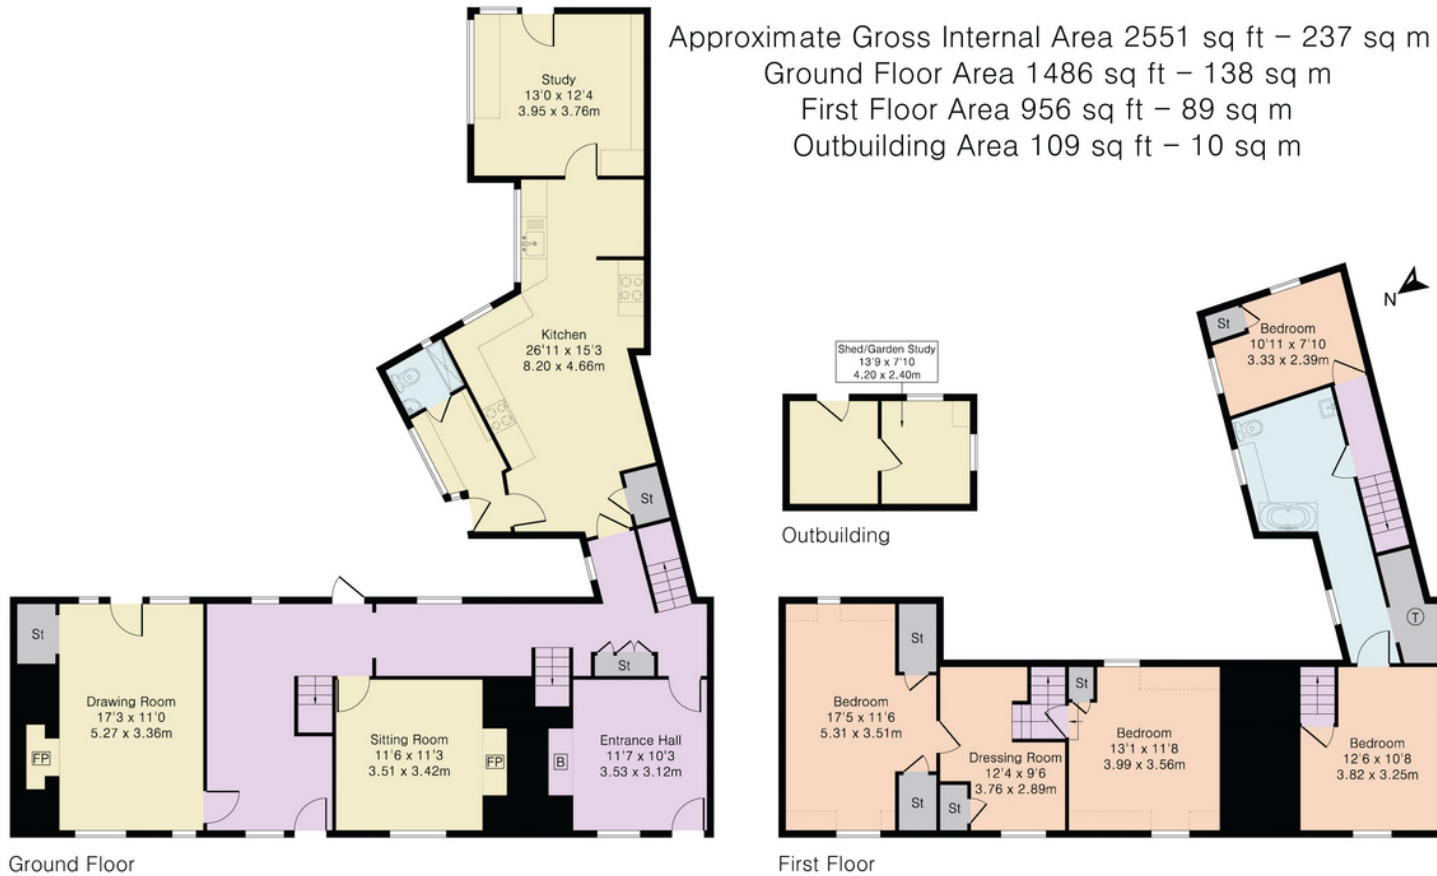 Approximate Gross Internal Area 2551 sq ft – 237 sq m
Ground Floor Area 1486 sq ft – 138 sq m
First Floor Area 956 sq ft – 89 sq m
Outbuilding Area 109 sq ft – 10 sq m
Study
13'0 x 12'4
3.95 x 3.76m
Kitchen
26'11 x 15'3
8.20 x 4.66m
St
St
Drawing Room
17'3 x 11'0
5.27 x 3.36m
FP
Sitting Room
11'6 x 11'3
3.51 x 3.42m
FP
B
St
Entrance Hall
11'7 x 10'3
3.53 x 3.12m
Ground Floor
Shed/Garden Study
13'9 x 7'10
4.20 x 2.40m
Outbuilding
N
St
Bedroom
10'11 x 7'10
3.33 x 2.39m
T
St
Bedroom
17'5 x 11'6
5.31 x 3.51m
St
St
Dressing Room
12'4 x 9'6
3.76 x 2.89m
St
Bedroom
13'1 x 11'8
3.99 x 3.56m
Bedroom
12'6 x 10'8
3.82 x 3.25m
First Floor